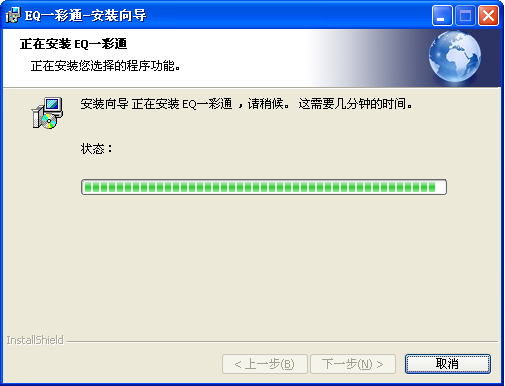 EQ一彩通-安装向导
正在安装 EQ一彩通
正在安装您选择的程序功能。
安装向导 正在安装 EQ一彩通 ，请稍候。 这需要几分钟的时间。
状态：
InstallShield
< 上一步(B)
下一步(N) >
取消